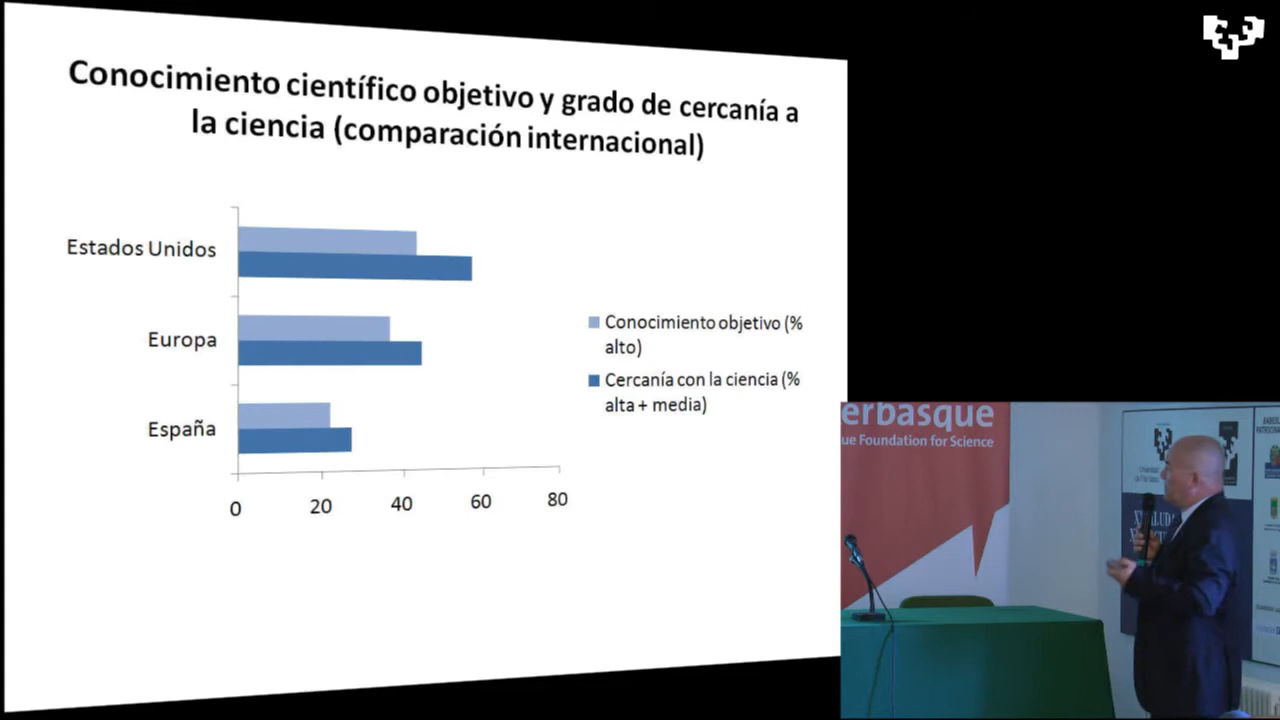 Conocimiento científico objetivo y grado de cercanía a
la ciencia (comparación internacional)
Estados Unidos
Europa
España
0 20 40 60 80
Conocimiento objetivo (%
alto)
Cercanía con la ciencia (%
alta + media)
erbasque
ue Foundation for Science